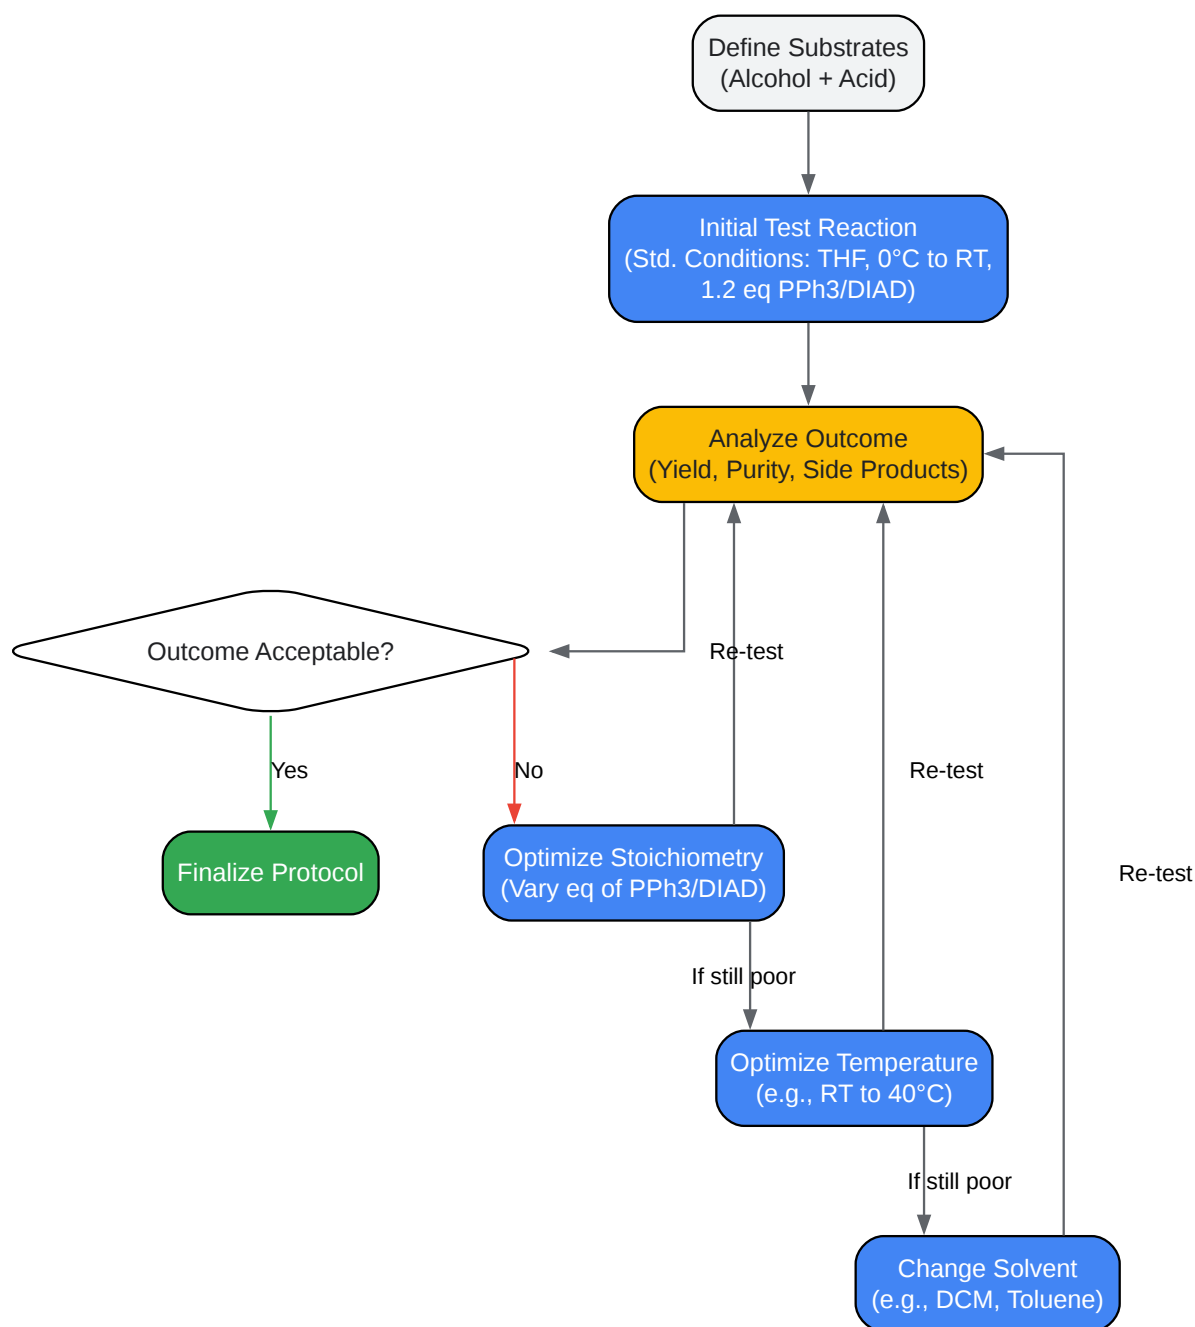 Define Substrates
(Alcohol + Acid)
Initial Test Reaction
(Std. Conditions: THF, 0°C to RT,
1.2 eq PPh3/DIAD)
Analyze Outcome
(Yield, Purity, Side Products)
Outcome Acceptable?
Re-test
Yes
No
Re-test
Finalize Protocol
Optimize Stoichiometry
(Vary eq of PPh3/DIAD)
Re-test
If still poor
Optimize Temperature
(e.g., RT to 40°C)
If still poor
Change Solvent
(e.g., DCM, Toluene)